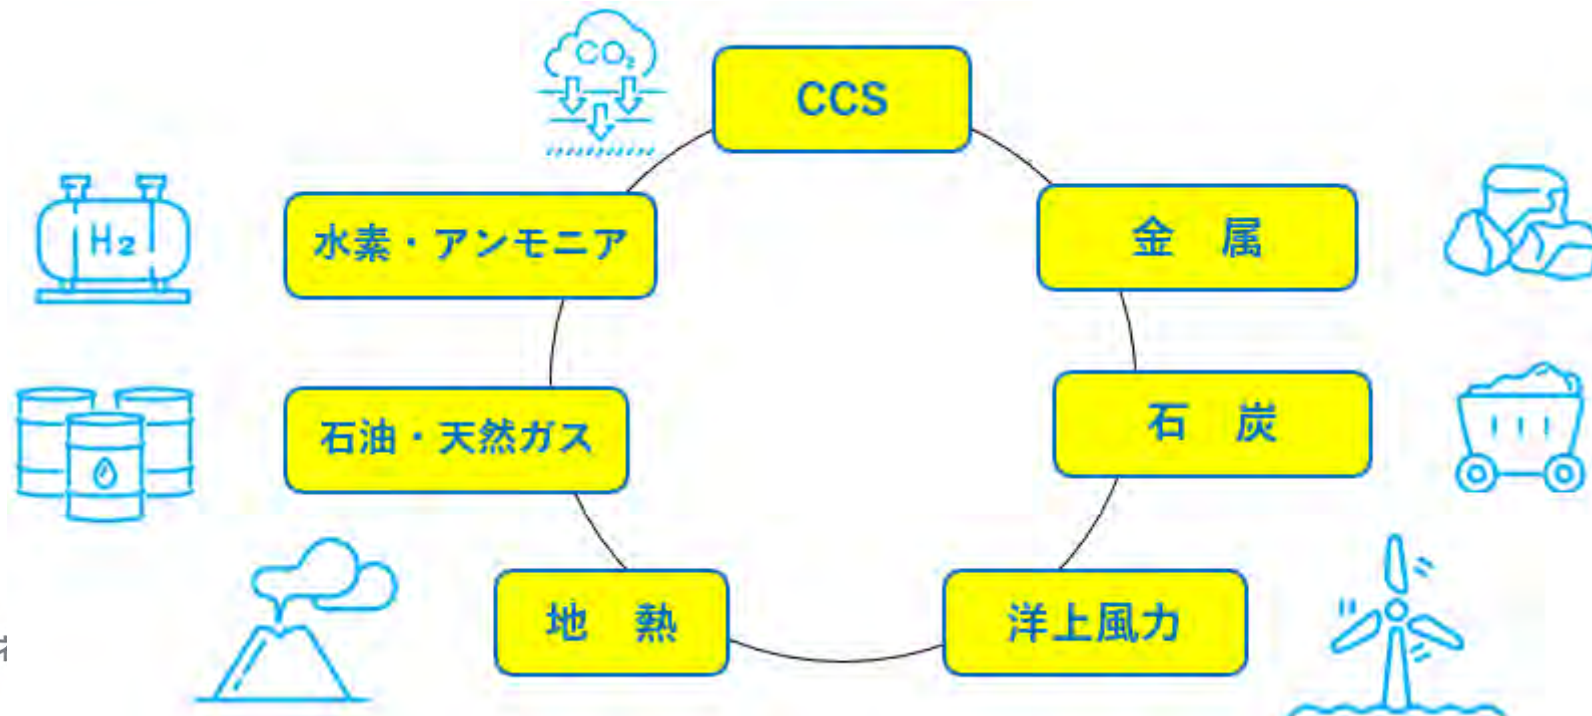 CO₂
CCS
H2
水素・アンモニア
金　属
石油・天然ガス
石　炭
地　熱
洋上風力